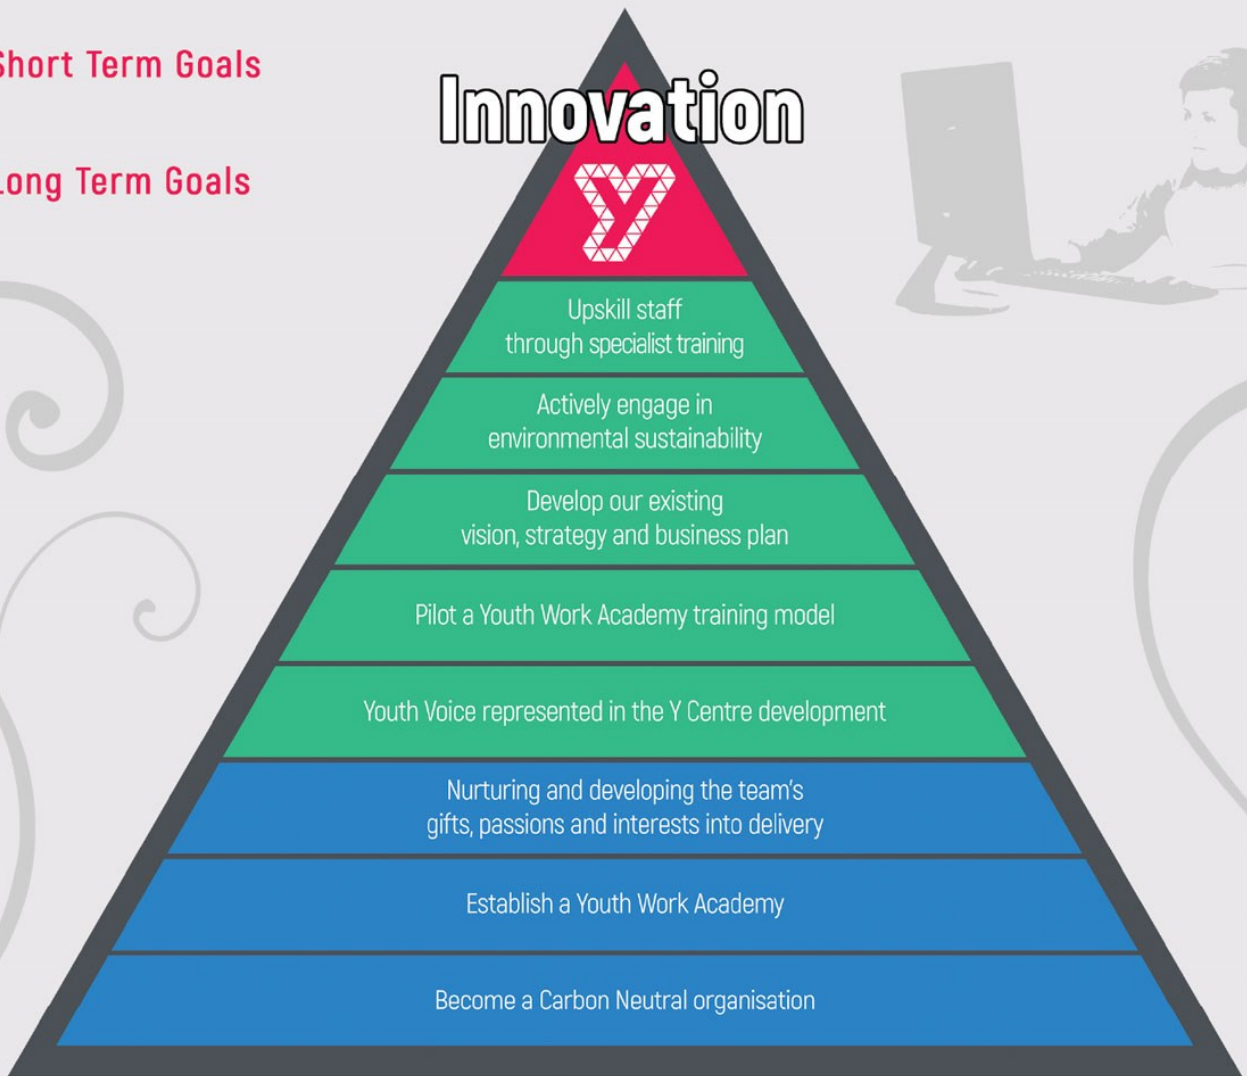 Short Term Goals
Long Term Goals
Innovation
Y
Upskill staff
through specialist training
Actively engage in
environmental sustainability
Develop our existing
vision, strategy and business plan
Pilot a Youth Work Academy training model
Youth Voice represented in the Y Centre development
Nurturing and developing the team's
gifts, passions and interests into delivery
Establish a Youth Work Academy
Become a Carbon Neutral organisation